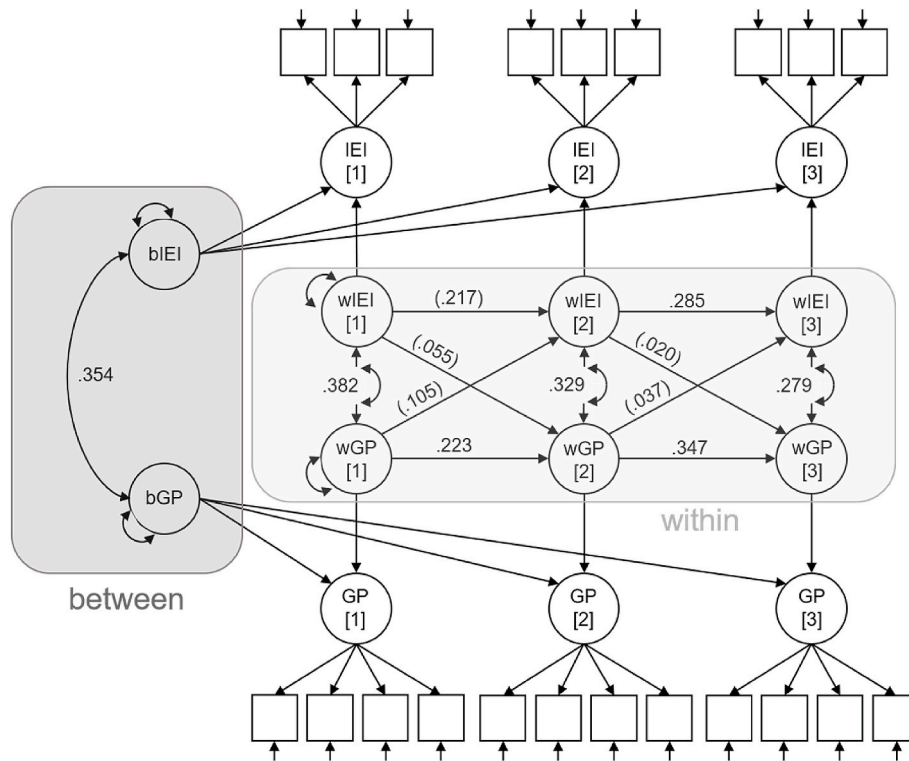 IEI IEI IEI
[1] [2] [3]
bIEI
wIEI (.217) wIEI .285 wIEI
[1] [2] [3]
(.055) (.020)
.354 .382 .329 .279
(.105) (.037)
wGP .223 wGP .347 wGP
[1] [2] [3]
bGP
within
between
GP GP GP
[1] [2] [3]